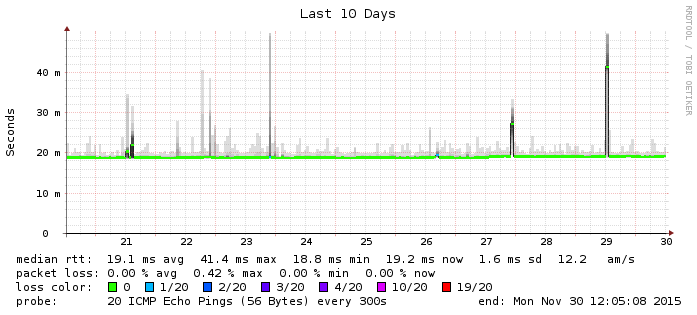 Last 10 Days
RRDTOOL / TOBI OETIKER
Seconds
40 m
30 m
20 m
10 m
0
21 22 23 24 25 26 27 28 29 30
median rtt: 19.1 ms avg 41.4 ms max 18.8 ms min 19.2 ms now 1.6 ms sd 12.2 am/s
packet loss: 0.00 % avg 0.42 % max 0.00 % min 0.00 % now
loss color: 0 1/20 2/20 3/20 4/20 10/20 19/20
probe: 20 ICMP Echo Pings (56 Bytes) every 300s end: Mon Nov 30 12:05:08 2015